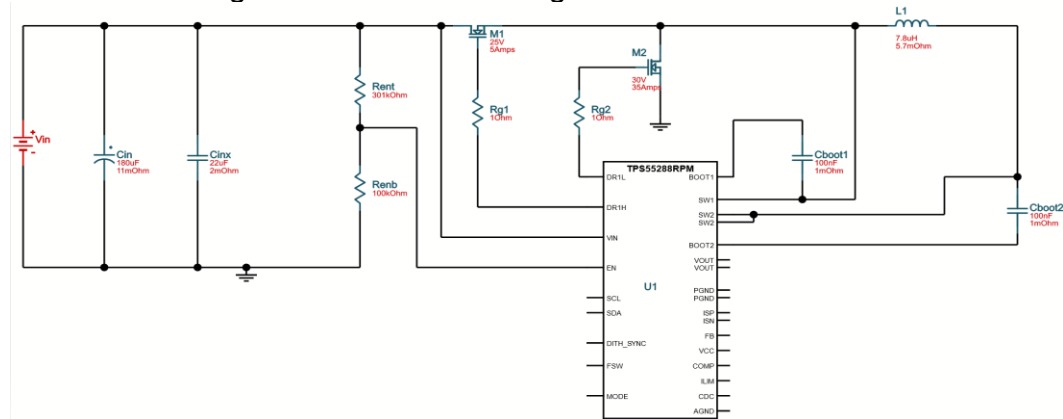 M1
25V
5Amps
L1
7.8uH
5.7mOhm
M2
30V
35Amps
Rent
301kOhm
Rg1
1Ohm
Rg2
1Ohm
Vin
Cin
180uF
11mOhm
Cinx
22uF
2mOhm
Renb
100kOhm
Cboot1
100nF
1mOhm
Cboot2
100nF
1mOhm
TPS55288RPM
DR1L
DR1H
VIN
EN
SCL
SDA
DITH_SYNC
FSW
MODE
U1
BOOT1
SW1
SW2
SW2
BOOT2
VOUT
VOUT
PGND
PGND
ISP
ISN
FB
VCC
COMP
ILIM
CDC
AGND